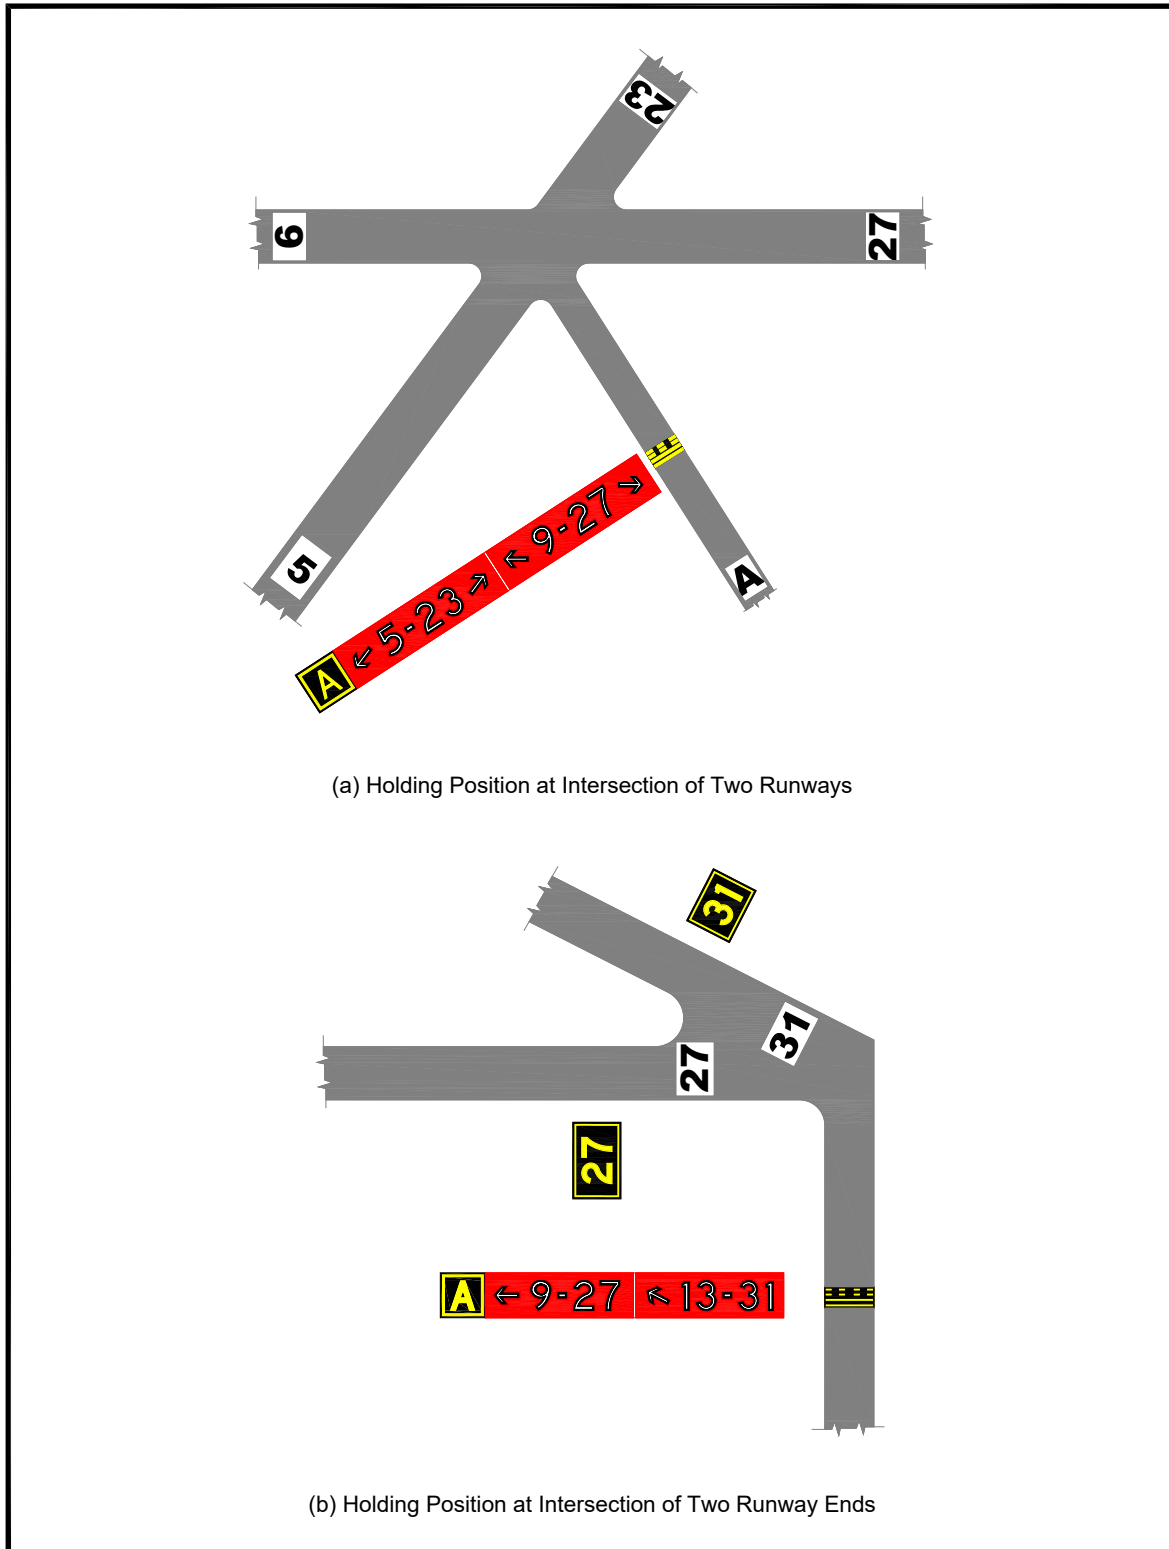 23
9
27
5
A
A ← 5-23 ↗ ← 9-27 →
(a) Holding Position at Intersection of Two Runways
31
31
27
27
A ← 9-27 ↖ 13-31
(b) Holding Position at Intersection of Two Runway Ends